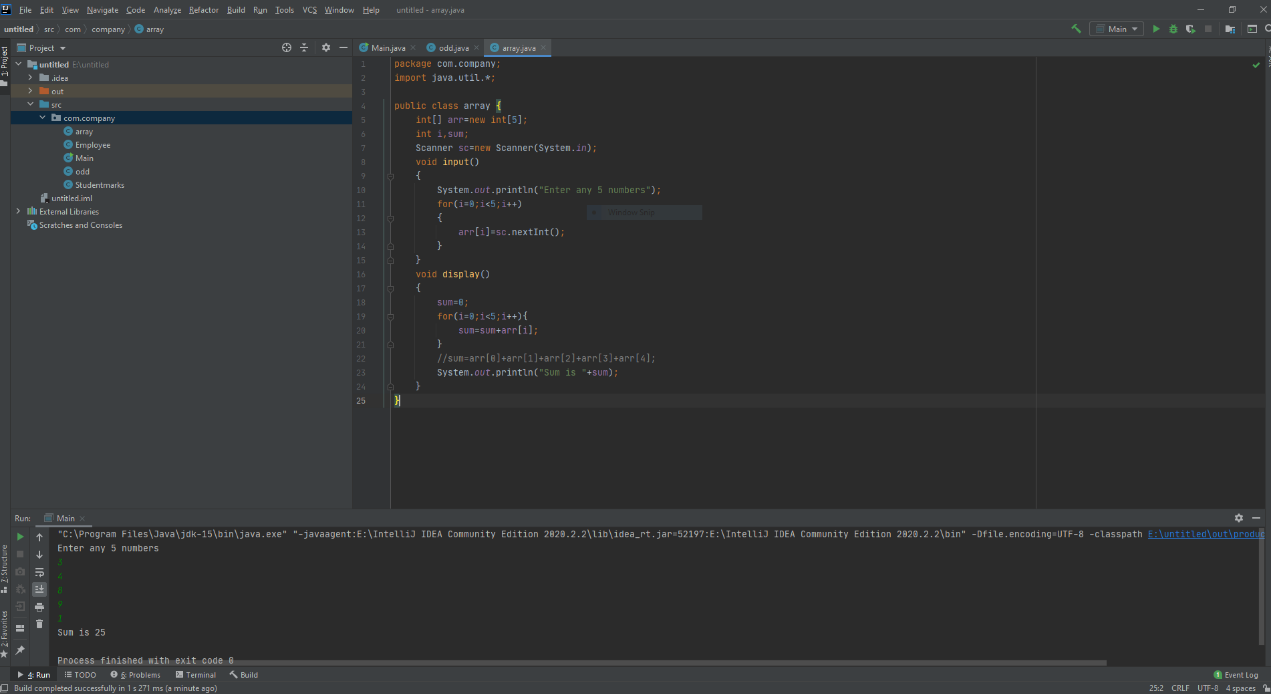 File Edit View Navigate Code Analyze Refactor Build Run Tools VCS Window Help untitled - array.java
untitled src com company array Main
1: Project
Project
Main.java odd.java array.java
untitled E:\untitled
.idea
out
src
com.company
array
Employee
Main
odd
Studentmarks
untitled.iml
External Libraries
Scratches and Consoles
1 package com.company;
2 import java.util.*;
3
4 public class array {
5 int[] arr=new int[5];
6 int i,sum;
7 Scanner sc=new Scanner(System.in);
8 void input()
9 {
10 System.out.println("Enter any 5 numbers");
11 for(i=0;i<5;i++)
Window Snip
12 {
13 arr[i]=sc.nextInt();
14 }
15 }
16 void display()
17 {
18 sum=0;
19 for(i=0;i<5;i++){
20 sum=sum+arr[i];
21 }
22 //sum=arr[0]+arr[1]+arr[2]+arr[3]+arr[4];
23 System.out.println("Sum is "+sum);
24 }
25 }
Run: Main
"C:\Program Files\Java\jdk-15\bin\java.exe" "-javaagent:E:\IntelliJ IDEA Community Edition 2020.2.2\lib\idea_rt.jar=52197:E:\IntelliJ IDEA Community Edition 2020.2.2\bin" -Dfile.encoding=UTF-8 -classpath E:\untitled\out\produc
Enter any 5 numbers
3
4
8
9
1
Sum is 25
Process finished with exit code 0
7: Structure
2: Favorites
4: Run TODO 6: Problems Terminal Build 1 Event Log
Build completed successfully in 1 s 271 ms (a minute ago) 25:2 CRLF UTF-8 4 spaces